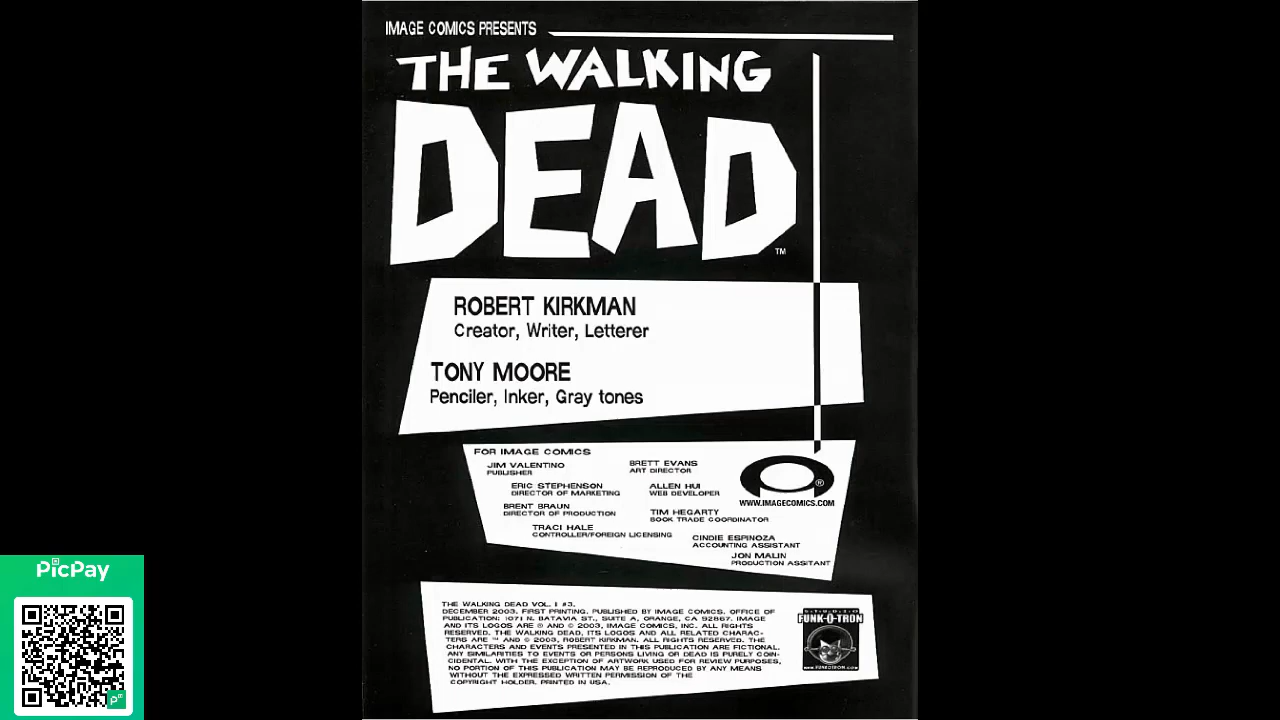 IMAGE COMICS PRESENTS
THE WALKING
DEAD
TM
ROBERT KIRKMAN
Creator, Writer, Letterer
TONY MOORE
Penciler, Inker, Gray tones
FOR IMAGE COMICS
JIM VALENTINO
PUBLISHER
ERIC STEPHENSON
DIRECTOR OF MARKETING
BRENT BRAUN
DIRECTOR OF PRODUCTION
TRACI HALE
CONTROLLER/FOREIGN LICENSING
BRETT EVANS
ART DIRECTOR
ALLEN HUI
WEB DEVELOPER
TIM HEGARTY
BOOK TRADE COORDINATOR
CINDIE ESPINOZA
ACCOUNTING ASSISTANT
JON MALIN
PRODUCTION ASSITANT
®
WWW.IMAGECOMICS.COM
THE WALKING DEAD VOL. 1 #3,
DECEMBER 2003. FIRST PRINTING. PUBLISHED BY IMAGE COMICS. OFFICE OF
PUBLICATION: 1071 N. BATAVIA ST., SUITE A, ORANGE, CA 92867. IMAGE
AND ITS LOGOS ARE ® AND © 2003, IMAGE COMICS, INC. ALL RIGHTS
RESERVED. THE WALKING DEAD, ITS LOGOS AND ALL RELATED CHARAC-
TERS ARE ™ AND © 2003, ROBERT KIRKMAN. ALL RIGHTS RESERVED. THE
CHARACTERS AND EVENTS PRESENTED IN THIS PUBLICATION ARE FICTIONAL.
ANY SIMILARITIES TO EVENTS OR PERSONS LIVING OR DEAD IS PURELY COIN-
CIDENTAL. WITH THE EXCEPTION OF ARTWORK USED FOR REVIEW PURPOSES,
NO PORTION OF THIS PUBLICATION MAY BE REPRODUCED BY ANY MEANS
WITHOUT THE EXPRESSED WRITTEN PERMISSION OF THE
COPYRIGHT HOLDER. PRINTED IN USA.
STUDIO
FUNK-O-TRON
www.FUNKOTRON.com
PicPay